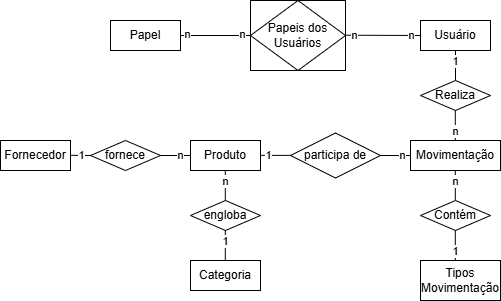 Papel
n
Papeis dos
Usuários
n
n
Usuário
1
Realiza
n
Fornecedor
1
fornece
n
Produto
1
participa de
n
Movimentação
n
engloba
1
Categoria
n
Contém
1
Tipos
Movimentação